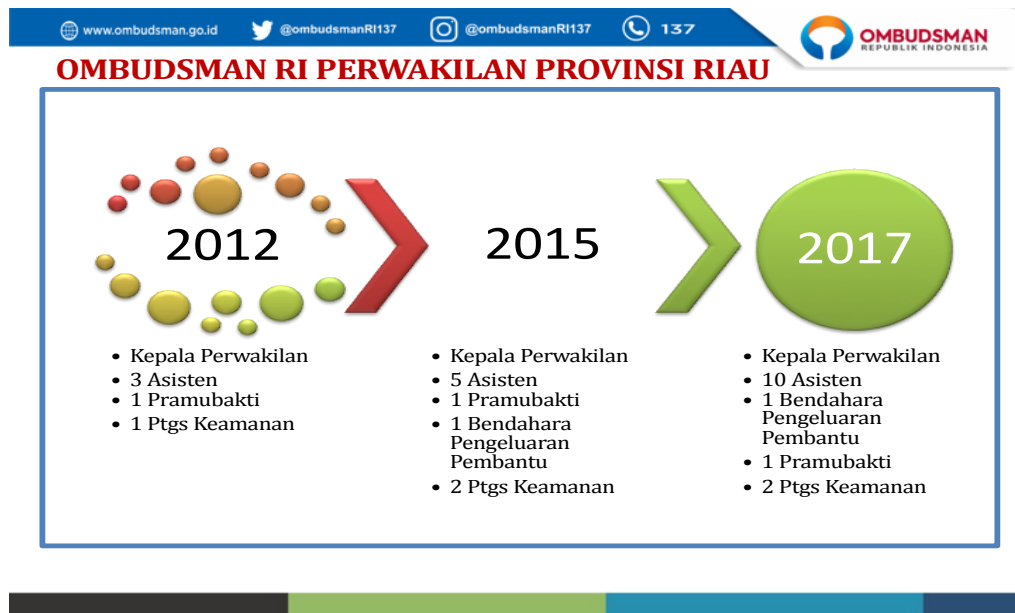 www.ombudsman.go.id
@ombudsmanRI137
@ombudsmanRI137
137
OMBUDSMAN
REPUBLIK INDONESIA
OMBUDSMAN RI PERWAKILAN PROVINSI RIAU
2012
• Kepala Perwakilan
• 3 Asisten
• 1 Pramubakti
• 1 Ptgs Keamanan
2015
• Kepala Perwakilan
• 5 Asisten
• 1 Pramubakti
• 1 Bendahara
Pengeluaran
Pembantu
• 2 Ptgs Keamanan
2017
• Kepala Perwakilan
• 10 Asisten
• 1 Bendahara
Pengeluaran
Pembantu
• 1 Pramubakti
• 2 Ptgs Keamanan